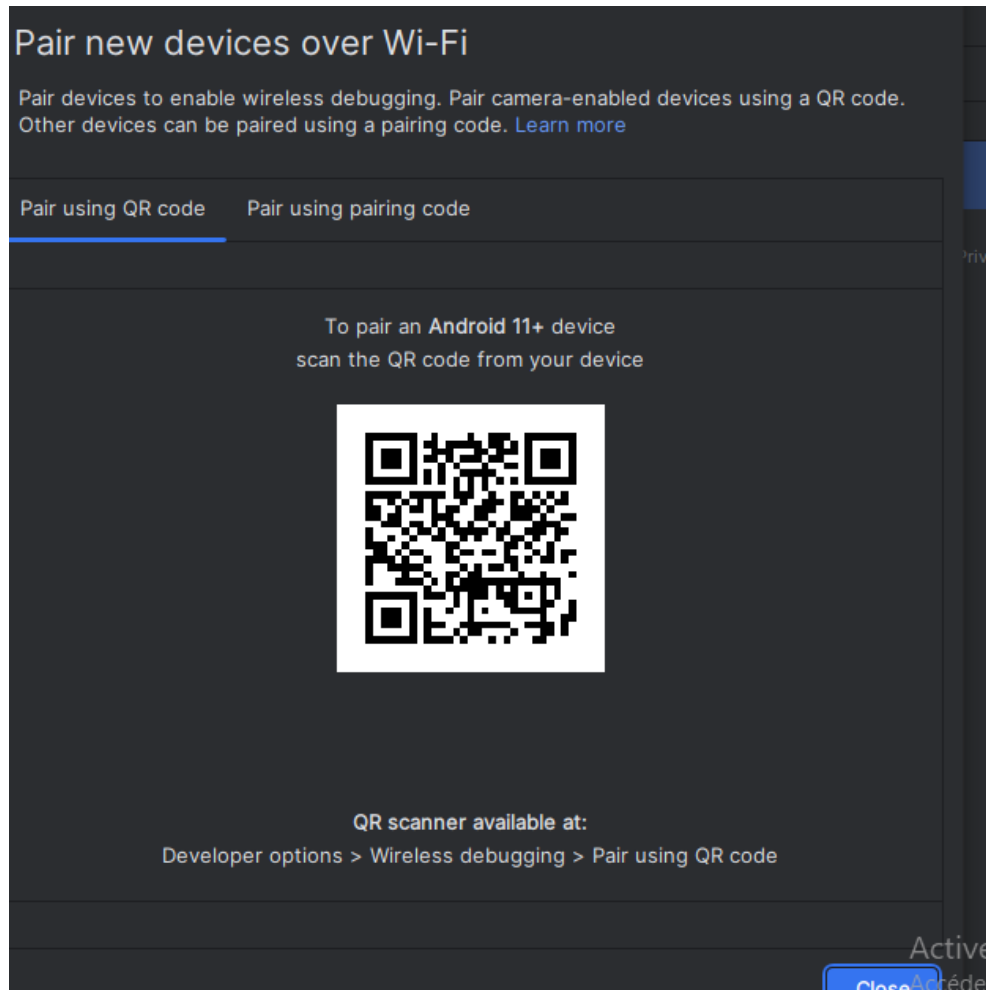 Pair new devices over Wi-Fi
Pair devices to enable wireless debugging. Pair camera-enabled devices using a QR code.
Other devices can be paired using a pairing code. Learn more
Pair using QR code Pair using pairing code
To pair an Android 11+ device
scan the QR code from your device
QR scanner available at:
Developer options > Wireless debugging > Pair using QR code
Close